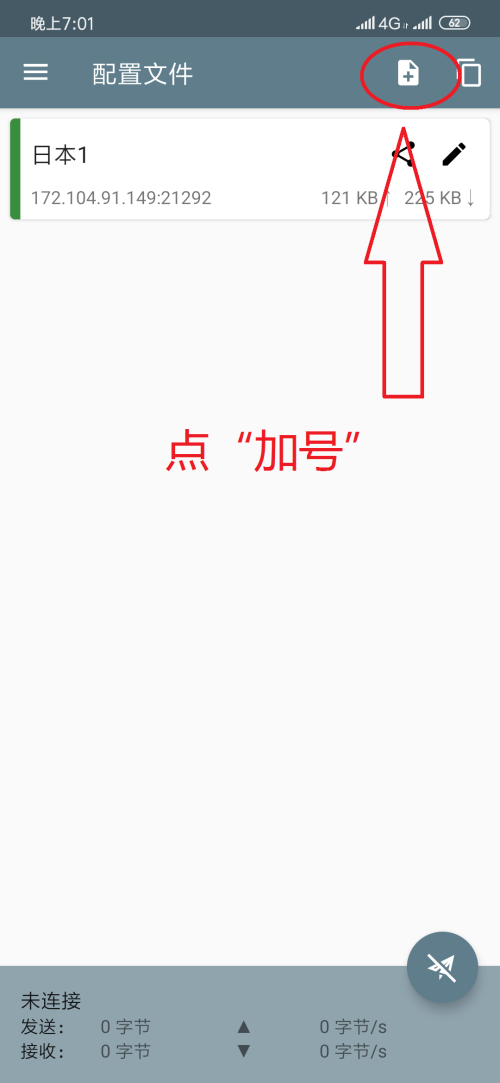 晚上7:01 4G 62
配置文件
日本1
172.104.91.149:21292 121 KB↑ 225 KB↓
点“加号”
未连接
发送: 0 字节 ▲ 0 字节/s
接收: 0 字节 ▼ 0 字节/s